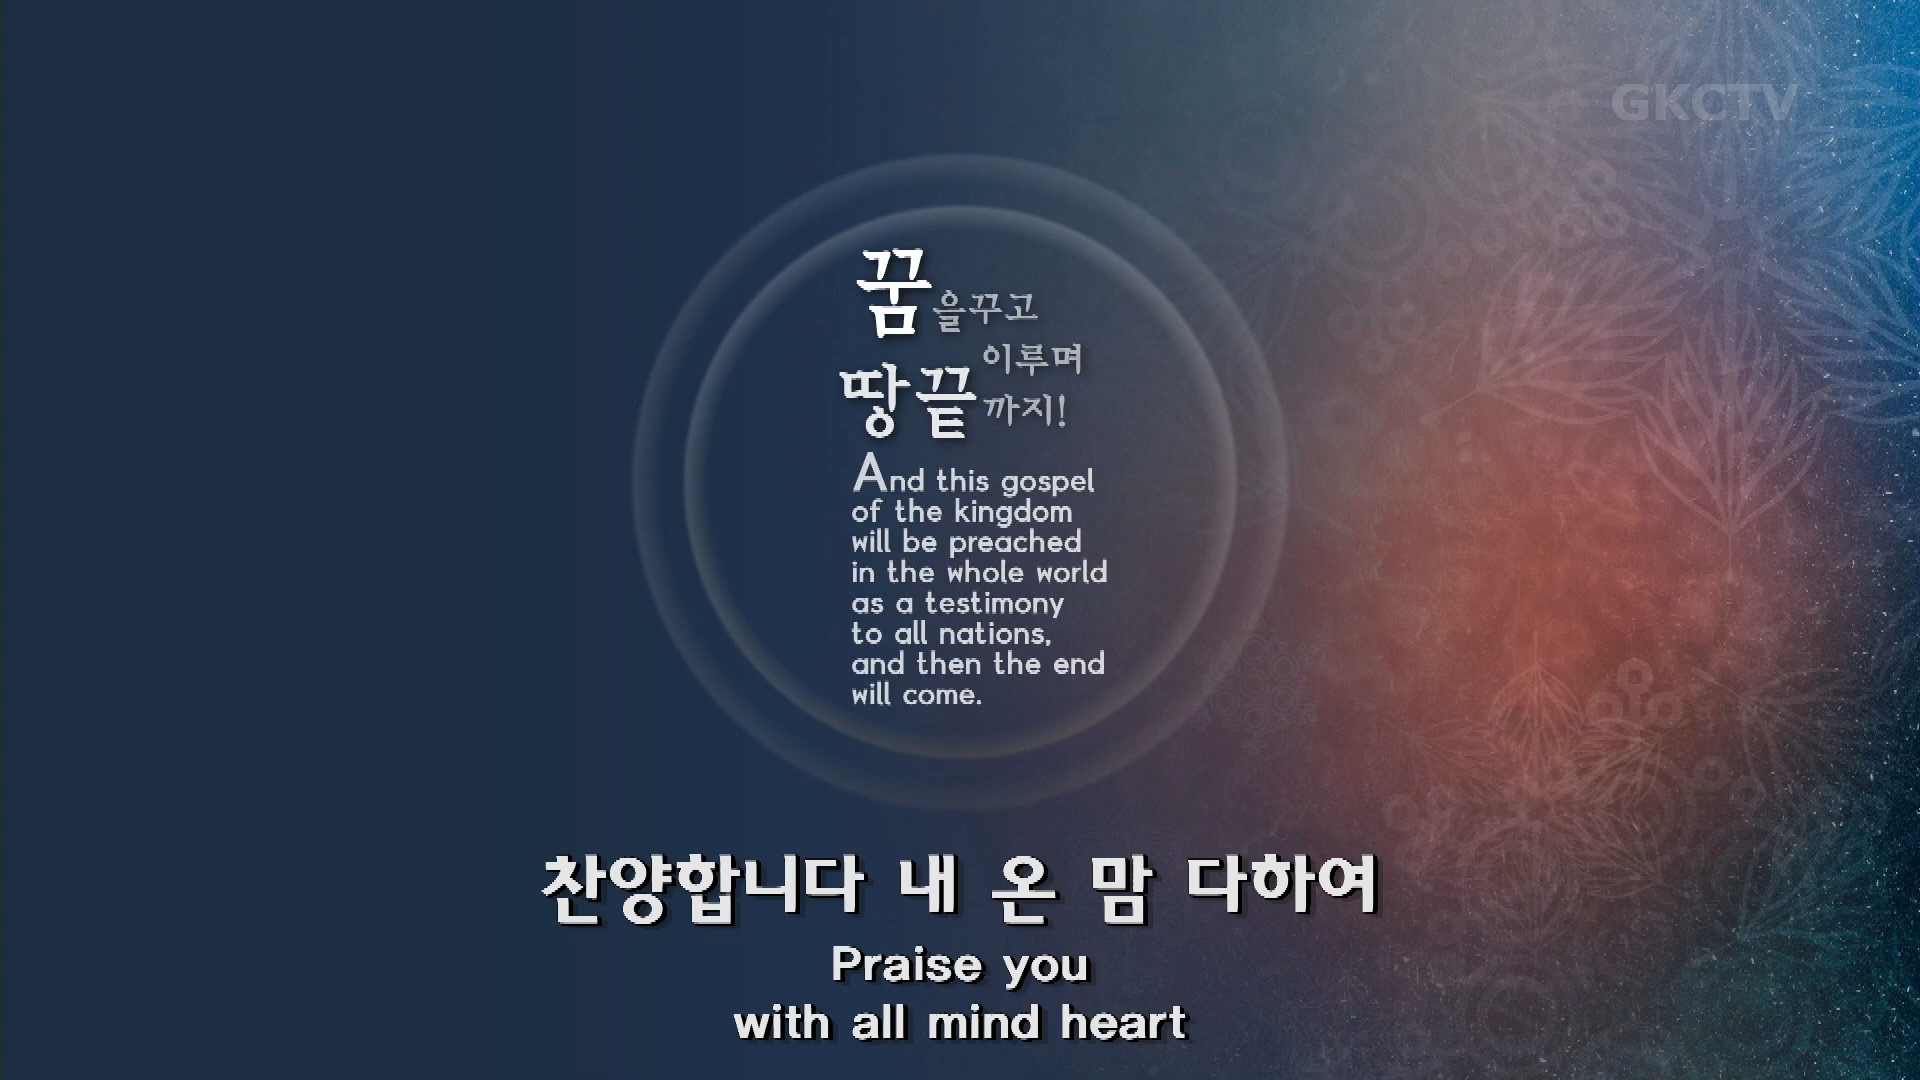 GKCTV
꿈을꾸고
이루며
땅끝까지!
And this gospel
of the kingdom
will be preached
in the whole world
as a testimony
to all nations,
and then the end
will come.
찬양합니다 내 온 맘 다하여
Praise you
with all mind heart